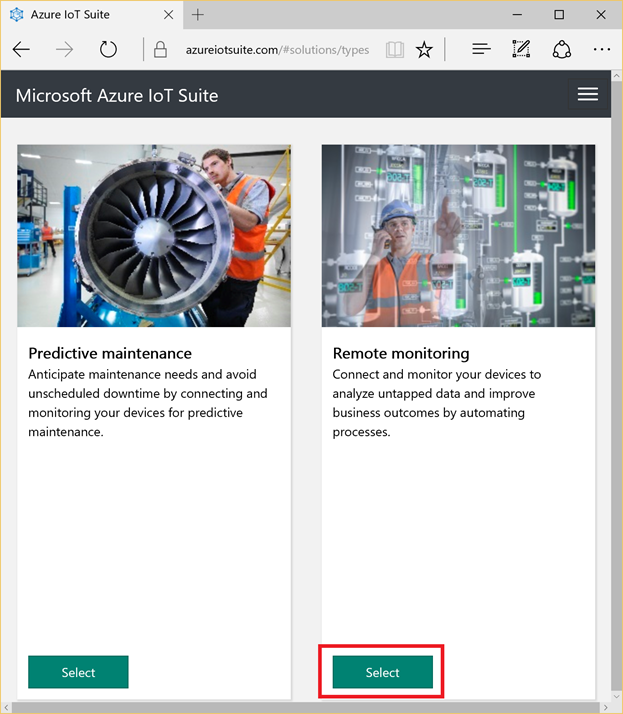 Azure IoT Suite
azureiotsuite.com/#solutions/types
Microsoft Azure IoT Suite
Predictive maintenance
Anticipate maintenance needs and avoid
unscheduled downtime by connecting and
monitoring your devices for predictive
maintenance.
Select
Remote monitoring
Connect and monitor your devices to
analyze untapped data and improve
business outcomes by automating
processes.
Select